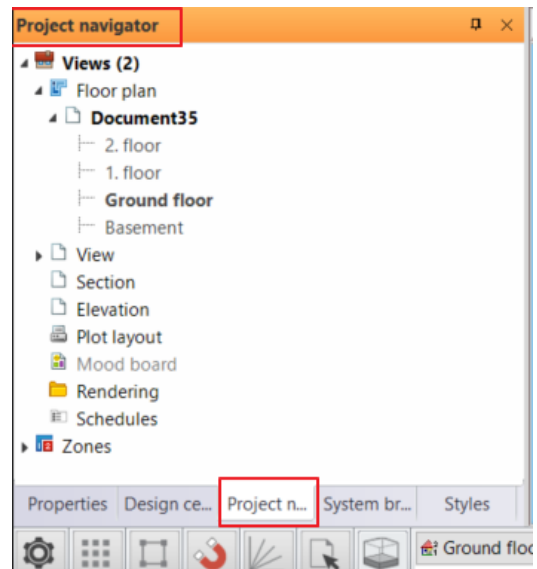 Project navigator
Views (2)
Floor plan
Document35
2. floor
1. floor
Ground floor
Basement
View
Section
Elevation
Plot layout
Mood board
Rendering
Schedules
Zones
Properties Design ce... Project n... System br... Styles
Ground floo